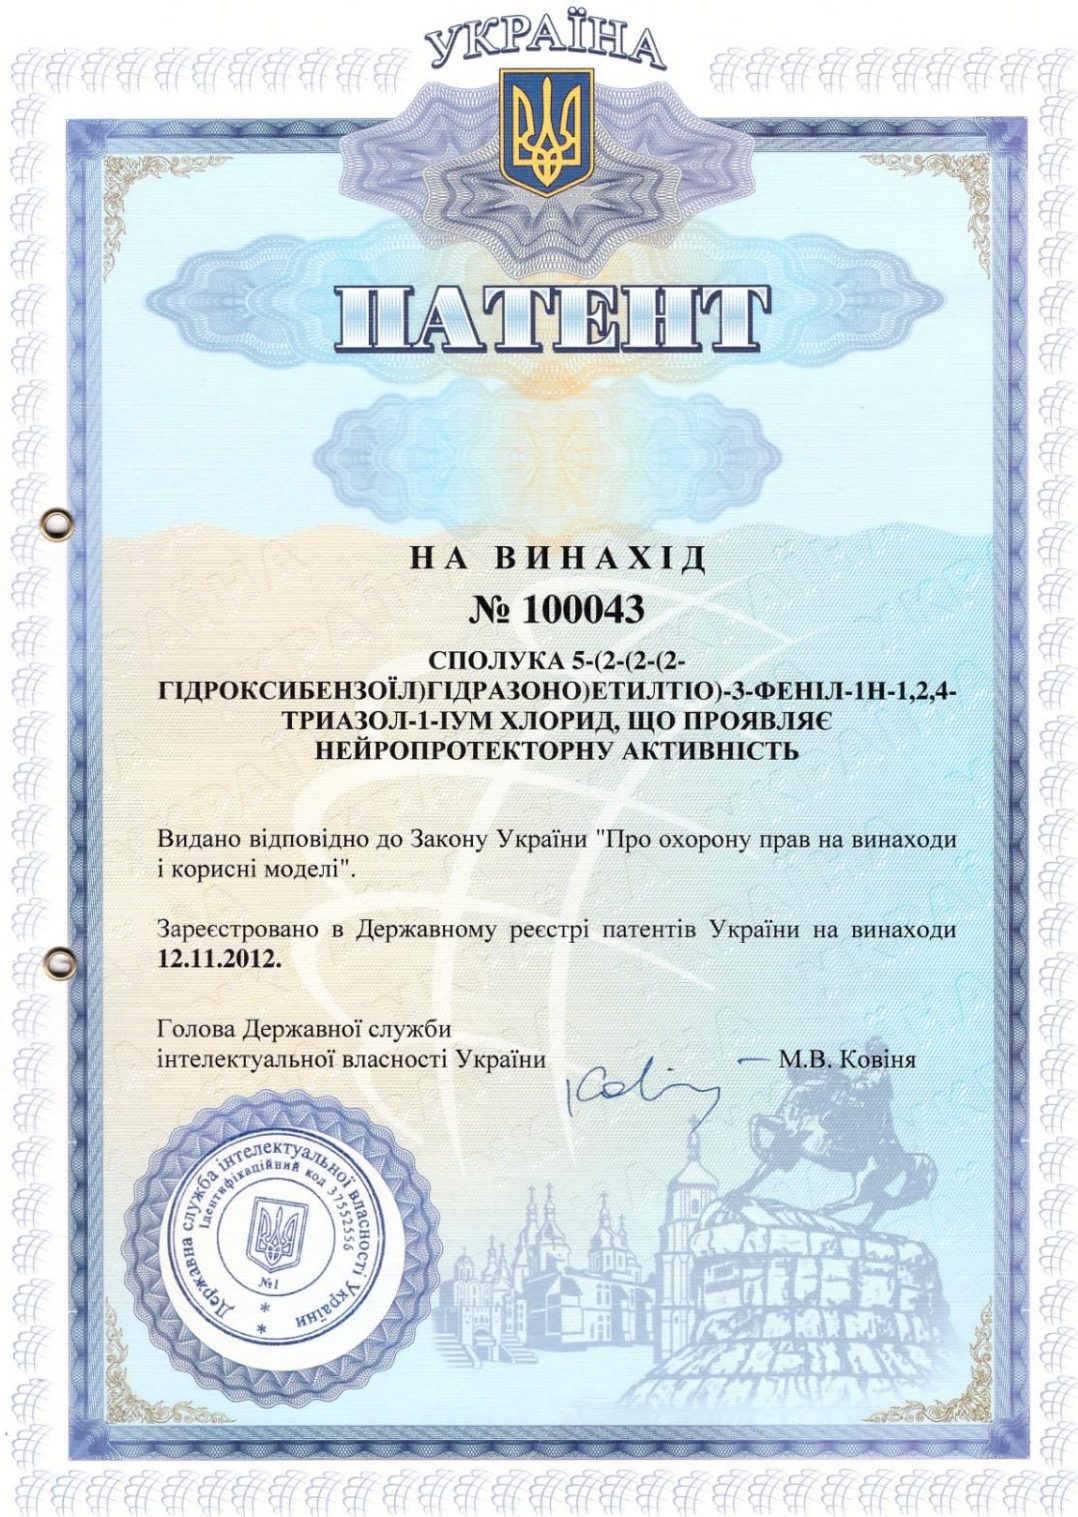 УКРАЇНА
ПАТЕНТ
НА ВИНАХІД
№ 100043
СПОЛУКА 5-(2-(2-(2-
ГІДРОКСИБЕНЗОЇЛ)ГІДРАЗОНО)ЕТИЛТІО)-3-ФЕНІЛ-1Н-1,2,4-
ТРИАЗОЛ-1-ІУМ ХЛОРИД, ЩО ПРОЯВЛЯЄ
НЕЙРОПРОТЕКТОРНУ АКТИВНІСТЬ
Видано відповідно до Закону України "Про охорону прав на винаходи
і корисні моделі".
Зареєстровано в Державному реєстрі патентів України на винаходи
12.11.2012.
Голова Державної служби
інтелектуальної власності України
М.В. Ковіня
Державна служба інтелектуальної власності України
Ідентифікаційний код 37552556
№1